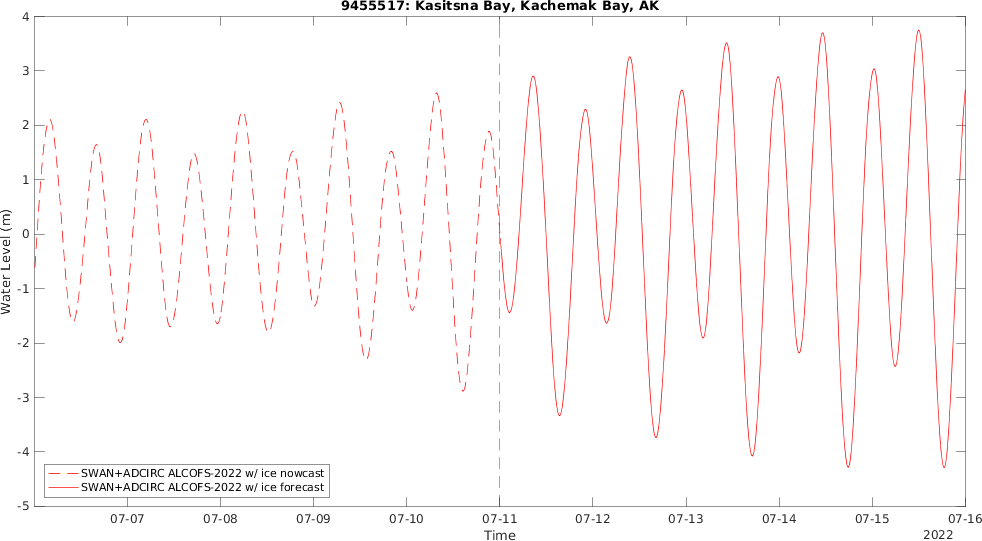 9455517: Kasitsna Bay, Kachemak Bay, AK
4
3
2
1
0
-1
-2
-3
-4
-5
Water Level (m)
SWAN+ADCIRC ALCOFS-2022 w/ ice nowcast
SWAN+ADCIRC ALCOFS-2022 w/ ice forecast
07-07 07-08 07-09 07-10 07-11 07-12 07-13 07-14 07-15 07-16
Time
2022